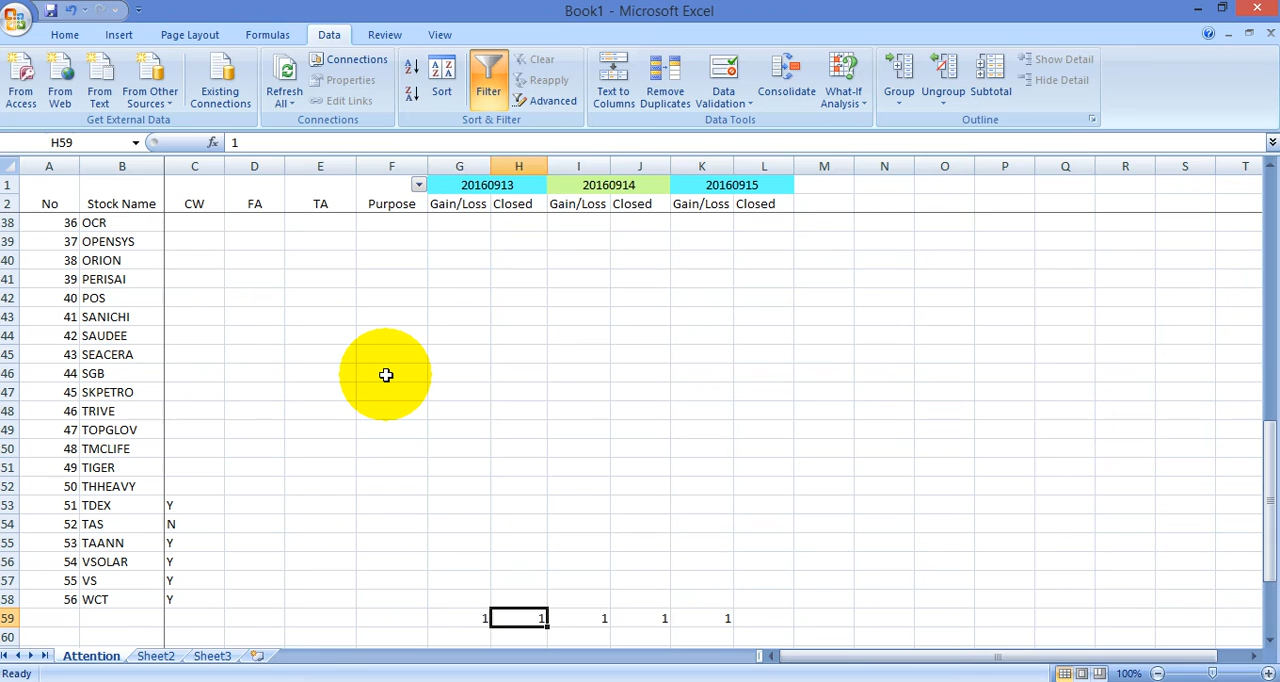 Book1 - Microsoft Excel
Home Insert Page Layout Formulas Data Review View
From Access
From Web
From Text
From Other Sources
Existing Connections
Get External Data
Refresh All
Connections
Properties
Edit Links
Connections
Sort
Filter
Clear
Reapply
Advanced
Sort & Filter
Text to Columns
Remove Duplicates
Data Validation
Consolidate
What-If Analysis
Data Tools
Group
Ungroup
Subtotal
Show Detail
Hide Detail
Outline
H59 fx 1
A B C D E F G H I J K L M N O P Q R S T
1 20160913 20160914 20160915
2 No Stock Name CW FA TA Purpose Gain/Loss Closed Gain/Loss Closed Gain/Loss Closed
38 36 OCR
39 37 OPENSYS
40 38 ORION
41 39 PERISAI
42 40 POS
43 41 SANICHI
44 42 SAUDEE
45 43 SEACERA
46 44 SGB
47 45 SKPETRO
48 46 TRIVE
49 47 TOPGLOV
50 48 TMCLIFE
51 49 TIGER
52 50 THHEAVY
53 51 TDEX Y
54 52 TAS N
55 53 TAANN Y
56 54 VSOLAR Y
57 55 VS Y
58 56 WCT Y
59 1 1 1 1 1
60
Attention Sheet2 Sheet3
Ready 100%